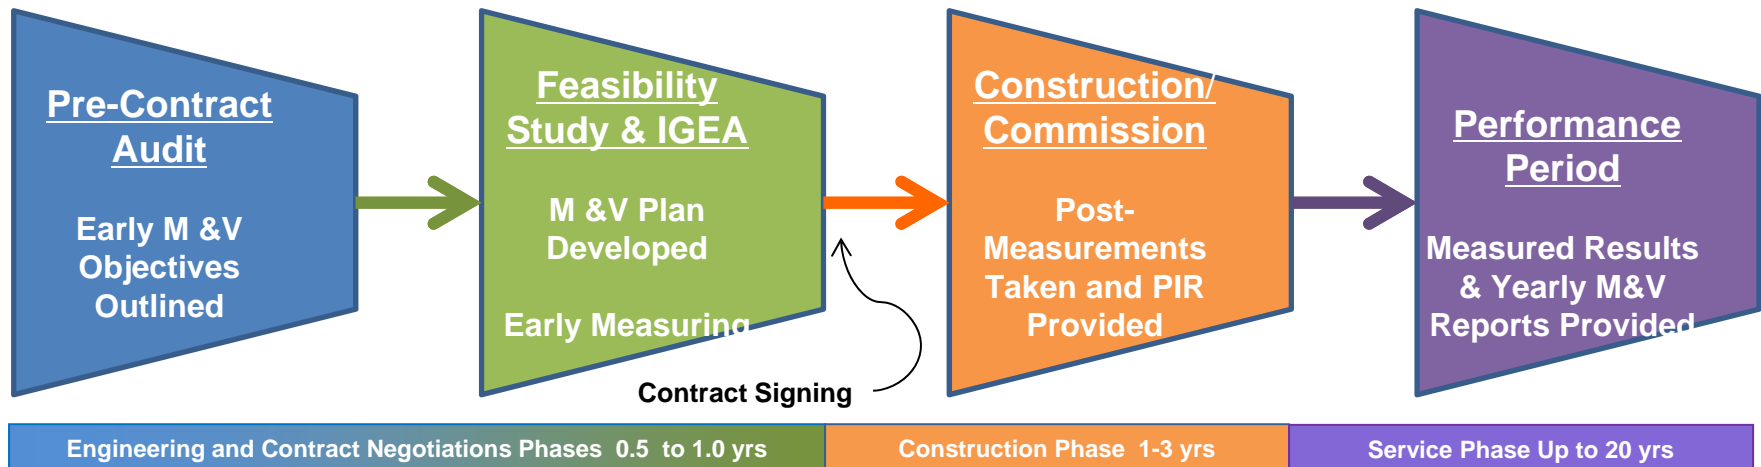 Pre-Contract
Audit
Early M &V
Objectives
Outlined
Feasibility
Study & IGEA
M &V Plan
Developed
Early Measuring
Construction/
Commission
Post-
Measurements
Taken and PIR
Provided
Performance
Period
Measured Results
& Yearly M&V
Reports Provided
Contract Signing
Engineering and Contract Negotiations Phases 0.5 to 1.0 yrs
Construction Phase 1-3 yrs
Service Phase Up to 20 yrs